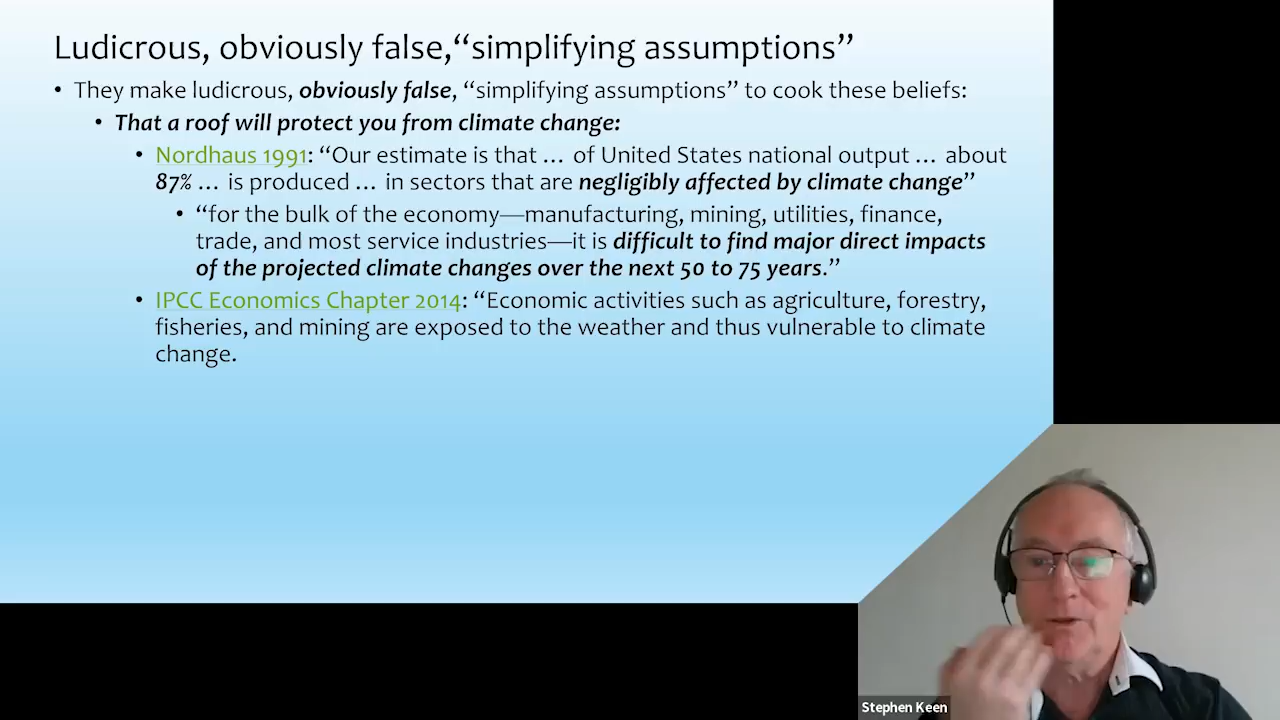 Ludicrous, obviously false,“simplifying assumptions”
• They make ludicrous, obviously false, “simplifying assumptions” to cook these beliefs:
• That a roof will protect you from climate change:
• Nordhaus 1991: “Our estimate is that … of United States national output … about
87% … is produced … in sectors that are negligibly affected by climate change”
• “for the bulk of the economy—manufacturing, mining, utilities, finance,
trade, and most service industries—it is difficult to find major direct impacts
of the projected climate changes over the next 50 to 75 years.”
• IPCC Economics Chapter 2014: “Economic activities such as agriculture, forestry,
fisheries, and mining are exposed to the weather and thus vulnerable to climate
change.
Stephen Keen